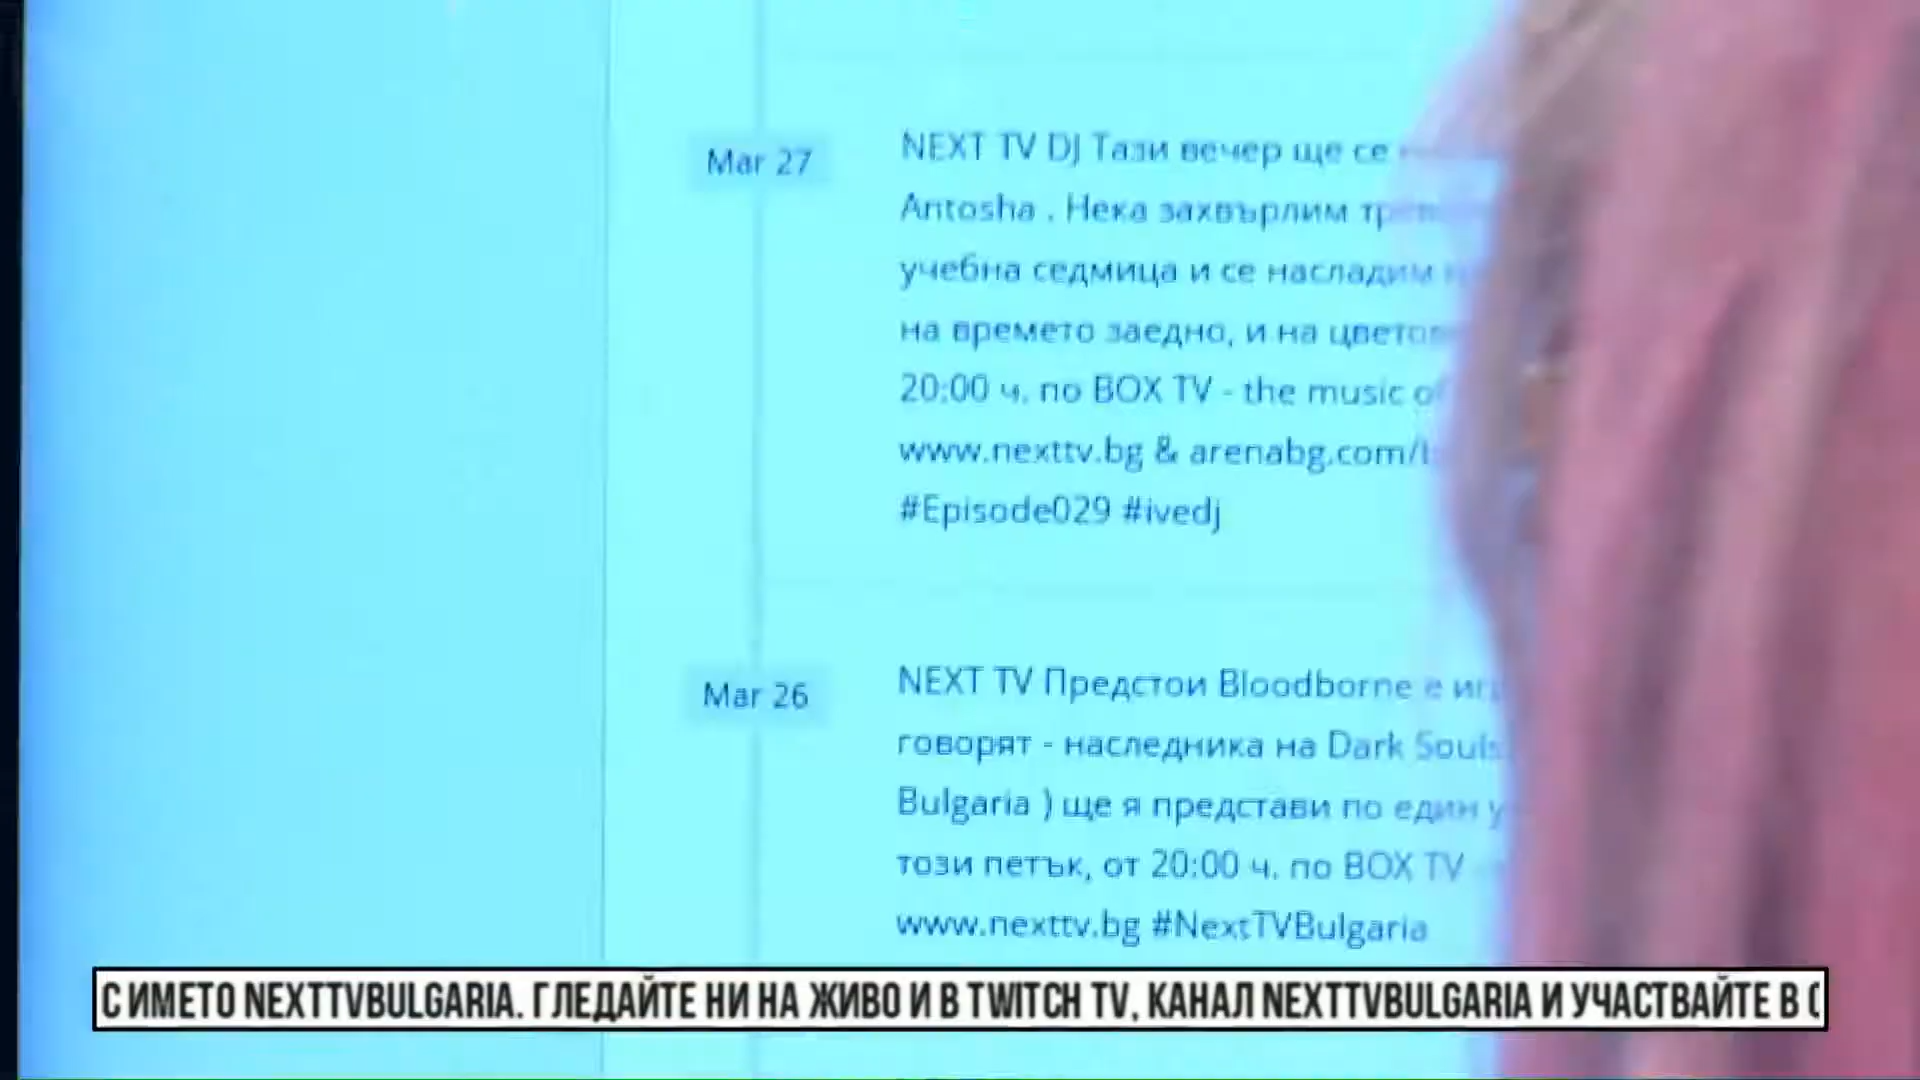 Mar 27
NEXT TV DJ Тази вечер ще се
Antosha . Нека захвърлим
учебна седмица и се насладим
на времето заедно, и на
20:00 ч. по BOX TV - the music of
www.nexttv.bg & arenabg.com/
#Episode029 #ivedj
Mar 26
NEXT TV Предстои Bloodborne е
говорят - наследника на Dark Souls
Bulgaria ) ще я представи по един
този петък, от 20:00 ч. по BOX TV
www.nexttv.bg #NextTVBulgaria
С ИМЕТО NEXTTVBULGARIA. ГЛЕДАЙТЕ НИ НА ЖИВО И В TWITCH TV, КАНАЛ NEXTTVBULGARIA И УЧАСТВАЙТЕ В